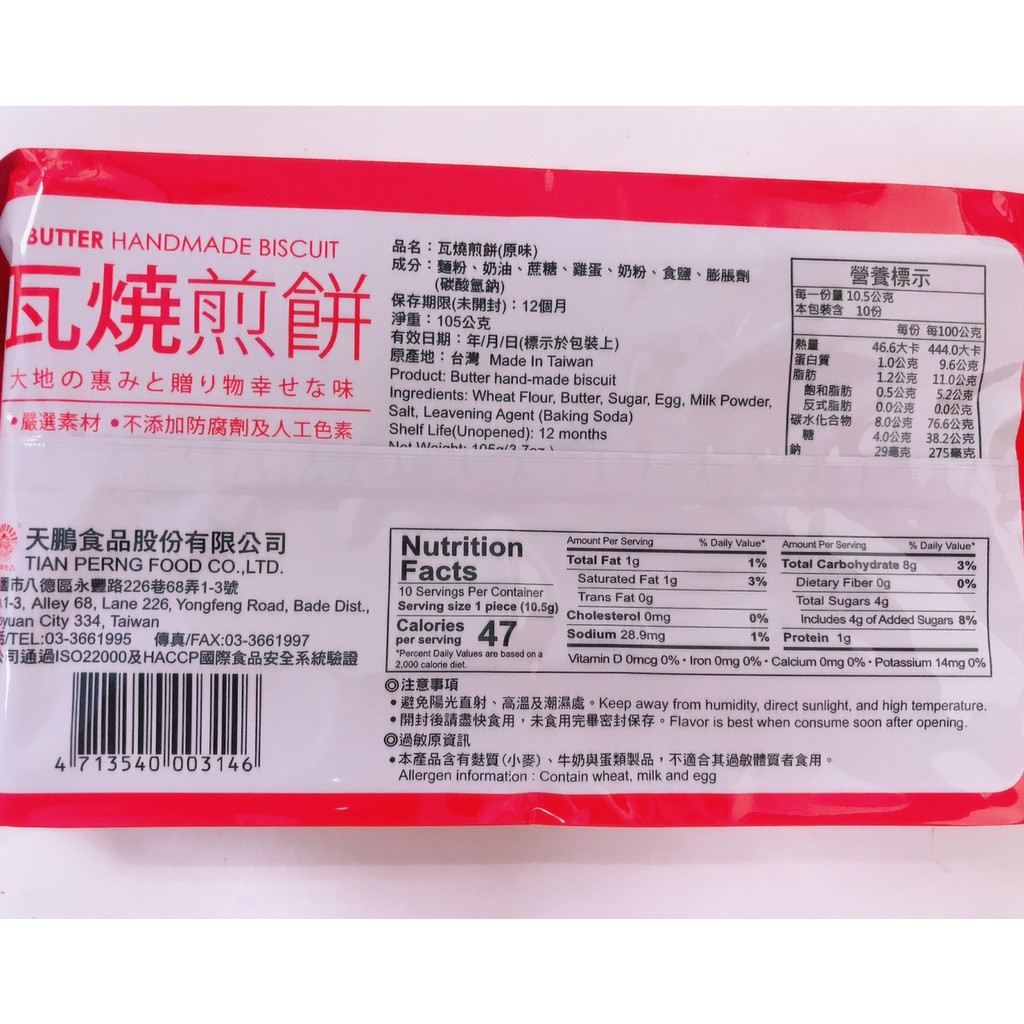 BUTTER HANDMADE BISCUIT
瓦燒煎餅
大地の惠みと贈り物幸せな味
•嚴選素材 •不添加防腐劑及人工色素
品名：瓦燒煎餅(原味)
成分：麵粉、奶油、蔗糖、雞蛋、奶粉、食鹽、膨脹劑
(碳酸氫鈉)
保存期限(未開封)：12個月
淨重：105公克
有效日期：年/月/日(標示於包裝上)
原產地：台灣 Made In Taiwan
Product: Butter hand-made biscuit
Ingredients: Wheat Flour, Butter, Sugar, Egg, Milk Powder,
Salt, Leavening Agent (Baking Soda)
Shelf Life(Unopened): 12 months
Net Weight: 105g(3.7oz.)
營養標示
每一份量 10.5公克
本包裝含 10份
每份 每100公克
熱量 46.6大卡 444.0大卡
蛋白質 1.0公克 9.6公克
脂肪 1.2公克 11.0公克
飽和脂肪 0.5公克 5.2公克
反式脂肪 0.0公克 0.0公克
碳水化合物 8.0公克 76.6公克
糖 4.0公克 38.2公克
鈉 29毫克 275毫克
天鵬食品股份有限公司
TIAN PERNG FOOD CO.,LTD.
園市八德區永豐路226巷68弄1-3號
1-3, Alley 68, Lane 226, Yongfeng Road, Bade Dist.,
yuan City 334, Taiwan
/TEL:03-3661995 傳真/FAX:03-3661997
司通過ISO22000及HACCP國際食品安全系統驗證
4 713540 003146
Nutrition
Facts
10 Servings Per Container
Serving size 1 piece (10.5g)
Calories
per serving 47
*Percent Daily Values are based on a
2,000 calorie diet.
Amount Per Serving % Daily Value*
Total Fat 1g 1%
Saturated Fat 1g 3%
Trans Fat 0g
Cholesterol 0mg 0%
Sodium 28.9mg 1%
Amount Per Serving % Daily Value*
Total Carbohydrate 8g 3%
Dietary Fiber 0g 0%
Total Sugars 4g
Includes 4g of Added Sugars 8%
Protein 1g
Vitamin D 0mcg 0% • Iron 0mg 0% • Calcium 0mg 0% • Potassium 14mg 0%
◎注意事項
•避免陽光直射、高溫及潮濕處。Keep away from humidity, direct sunlight, and high temperature.
•開封後請盡快食用，未食用完畢密封保存。Flavor is best when consume soon after opening.
◎過敏原資訊
•本產品含有麩質(小麥)、牛奶與蛋類製品，不適合其過敏體質者食用。
Allergen information : Contain wheat, milk and egg